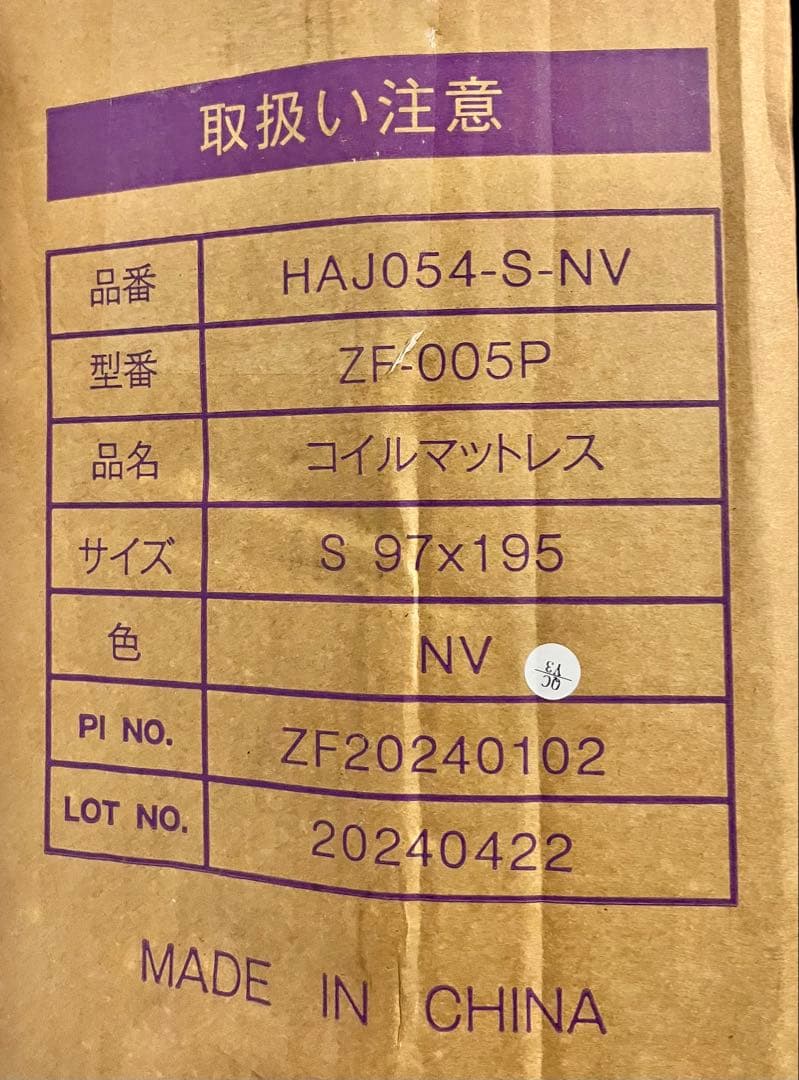 取扱い注意
品番 HAJ054-S-NV
型番 ZF-005P
品名 コイルマットレス
サイズ S 97x195
色 NV
QC
V3
PI NO. ZF20240102
LOT NO. 20240422
MADE IN CHINA